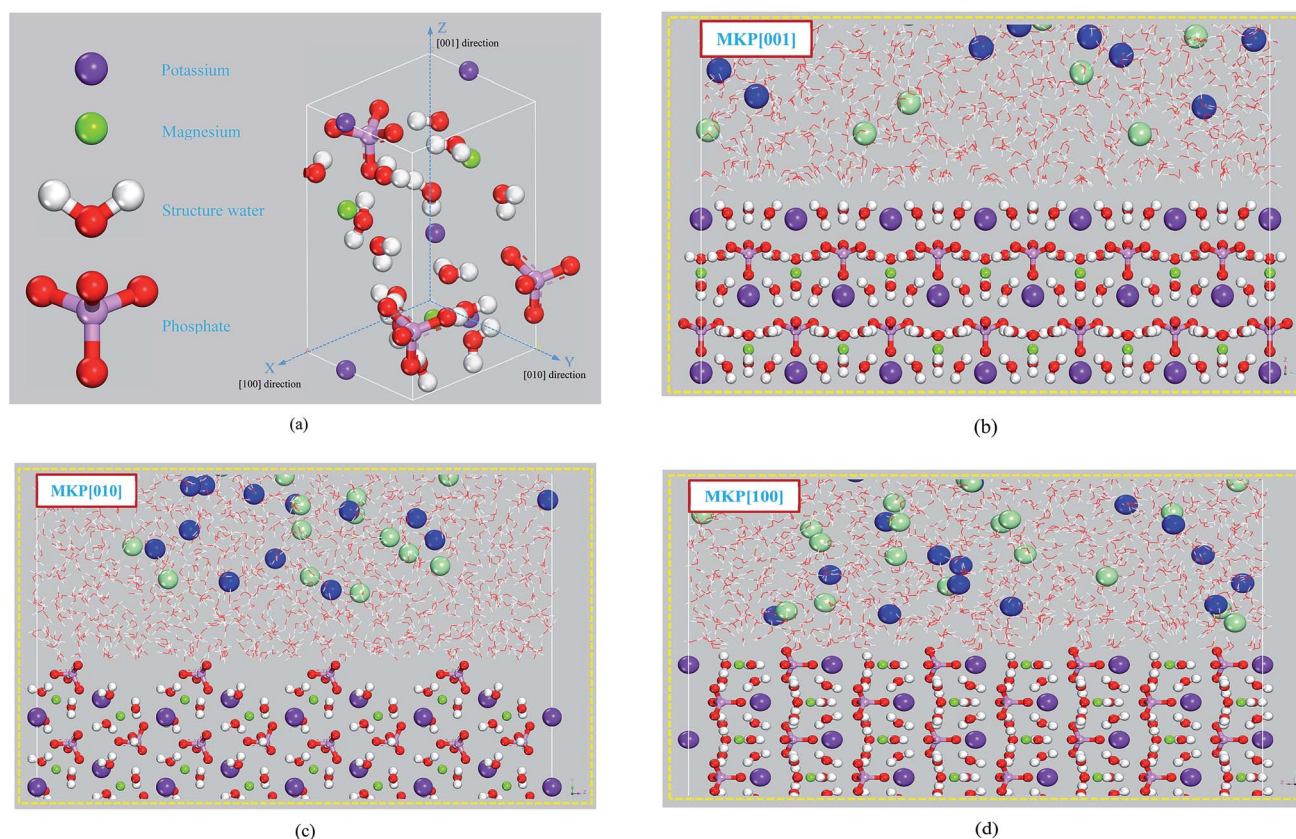 Potassium
Magnesium
Structure water
Phosphate
Z
[001] direction
X
[100] direction
Y
[010] direction
(a)
MKP[001]
(b)
MKP[010]
(c)
MKP[100]
(d)